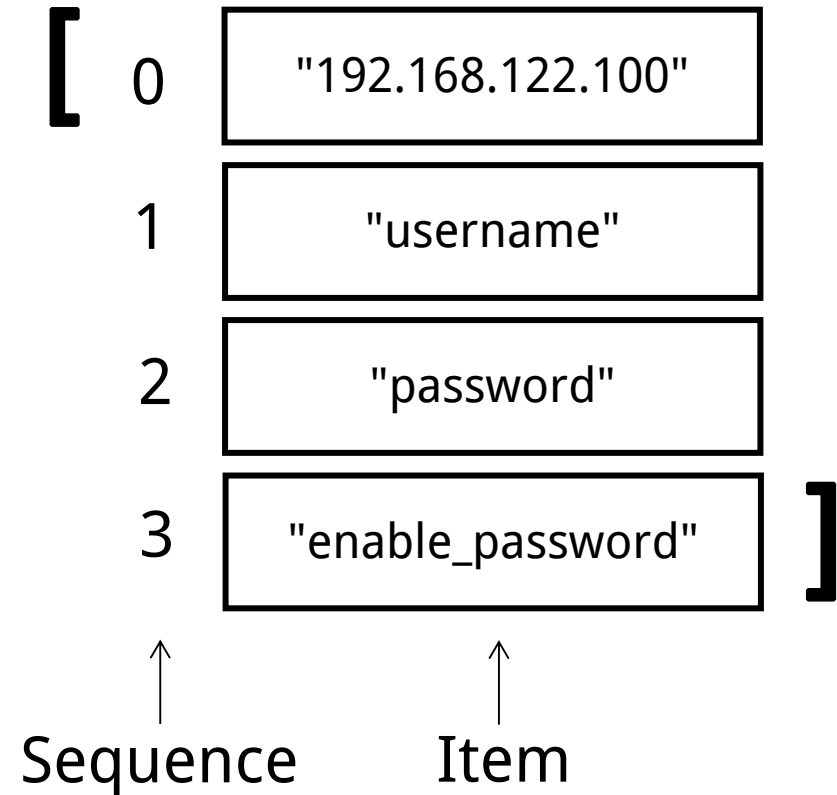 [ 0 "192.168.122.100"
1 "username"
2 "password"
3 "enable_password" ]
Sequence Item